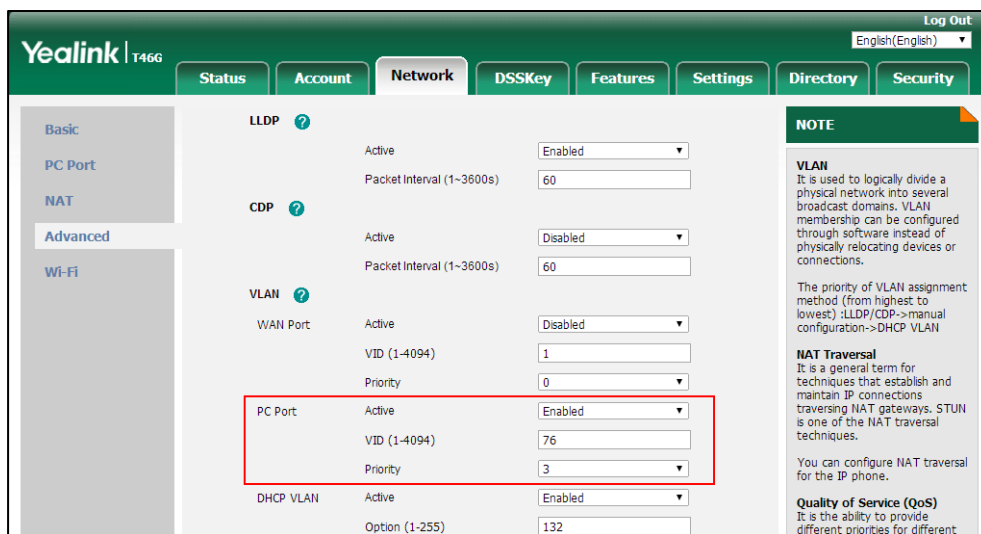 Log Out
Yealink T46G
English(English)
Status Account Network DSSKey Features Settings Directory Security
Basic
PC Port
NAT
Advanced
Wi-Fi
LLDP ?
Active Enabled
Packet Interval (1~3600s) 60
CDP ?
Active Disabled
Packet Interval (1~3600s) 60
VLAN ?
WAN Port Active Disabled
VID (1-4094) 1
Priority 0
PC Port Active Enabled
VID (1-4094) 76
Priority 3
DHCP VLAN Active Enabled
Option (1-255) 132
NOTE
VLAN
It is used to logically divide a
physical network into several
broadcast domains. VLAN
membership can be configured
through software instead of
physically relocating devices or
connections.
The priority of VLAN assignment
method (from highest to
lowest) :LLDP/CDP->manual
configuration->DHCP VLAN
NAT Traversal
It is a general term for
techniques that establish and
maintain IP connections
traversing NAT gateways. STUN
is one of the NAT traversal
techniques.
You can configure NAT traversal
for the IP phone.
Quality of Service (QoS)
It is the ability to provide
different priorities for different